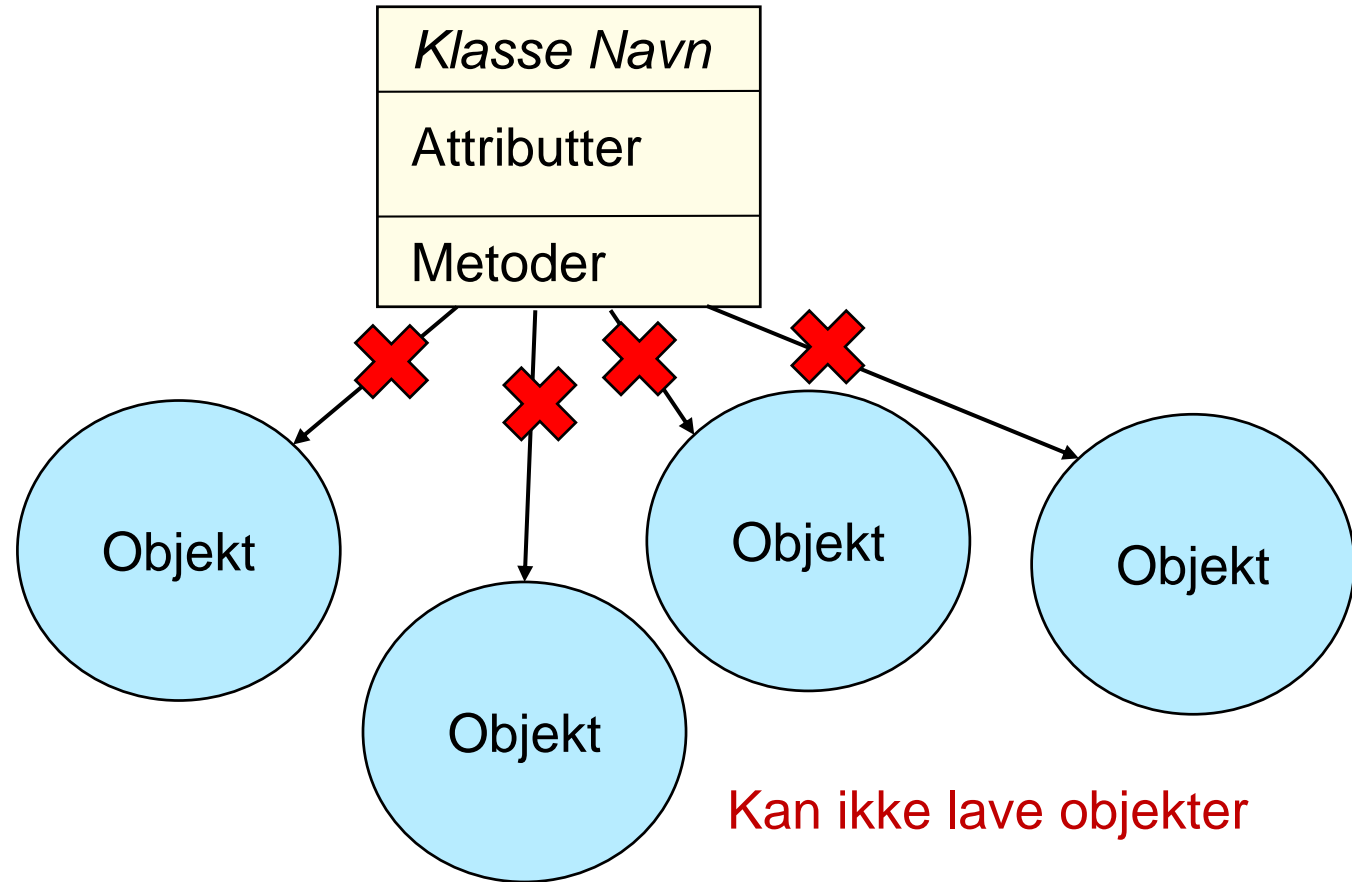 Klasse Navn
Attributter
Metoder
Objekt
Objekt
Objekt
Objekt
Kan ikke lave objekter